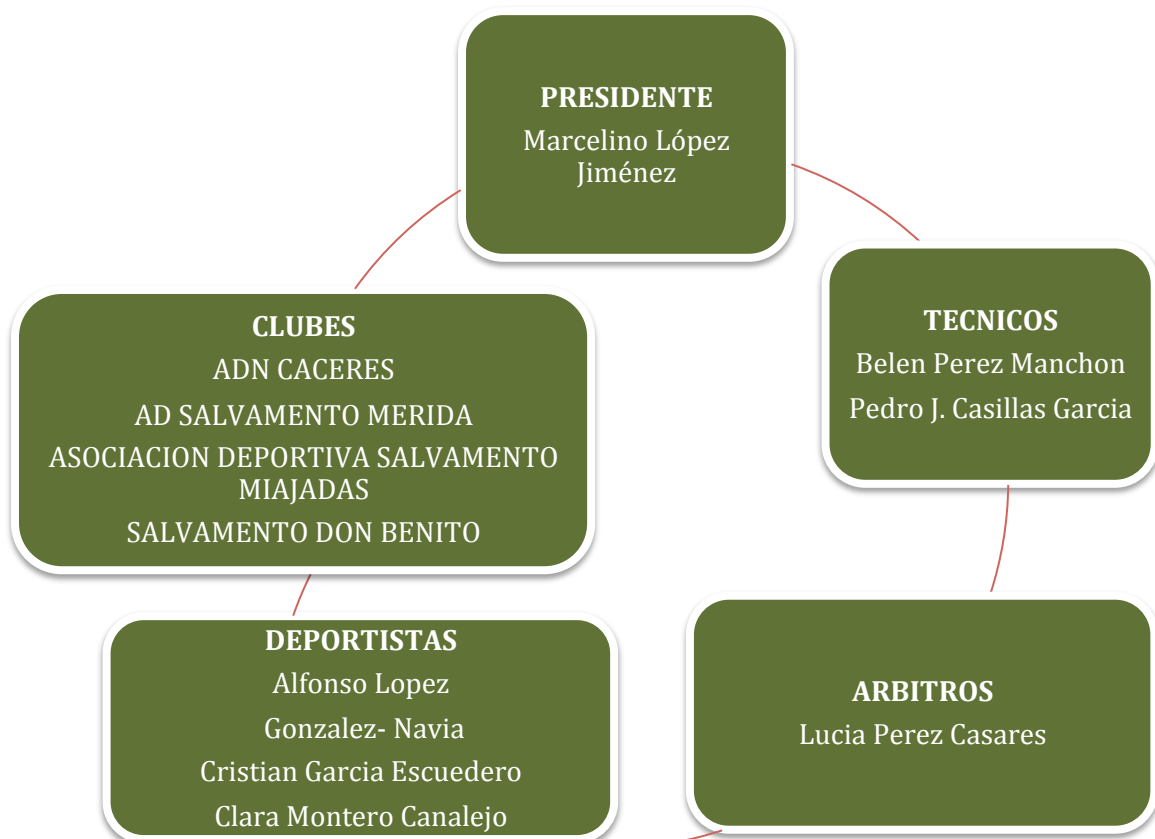 PRESIDENTE
Marcelino López
Jiménez
TECNICOS
Belen Perez Manchon
Pedro J. Casillas Garcia
ARBITROS
Lucia Perez Casares
DEPORTISTAS
Alfonso Lopez
Gonzalez- Navia
Cristian Garcia Escuedero
Clara Montero Canalejo
CLUBES
ADN CACERES
AD SALVAMENTO MERIDA
ASOCIACION DEPORTIVA SALVAMENTO
MIAJADAS
SALVAMENTO DON BENITO